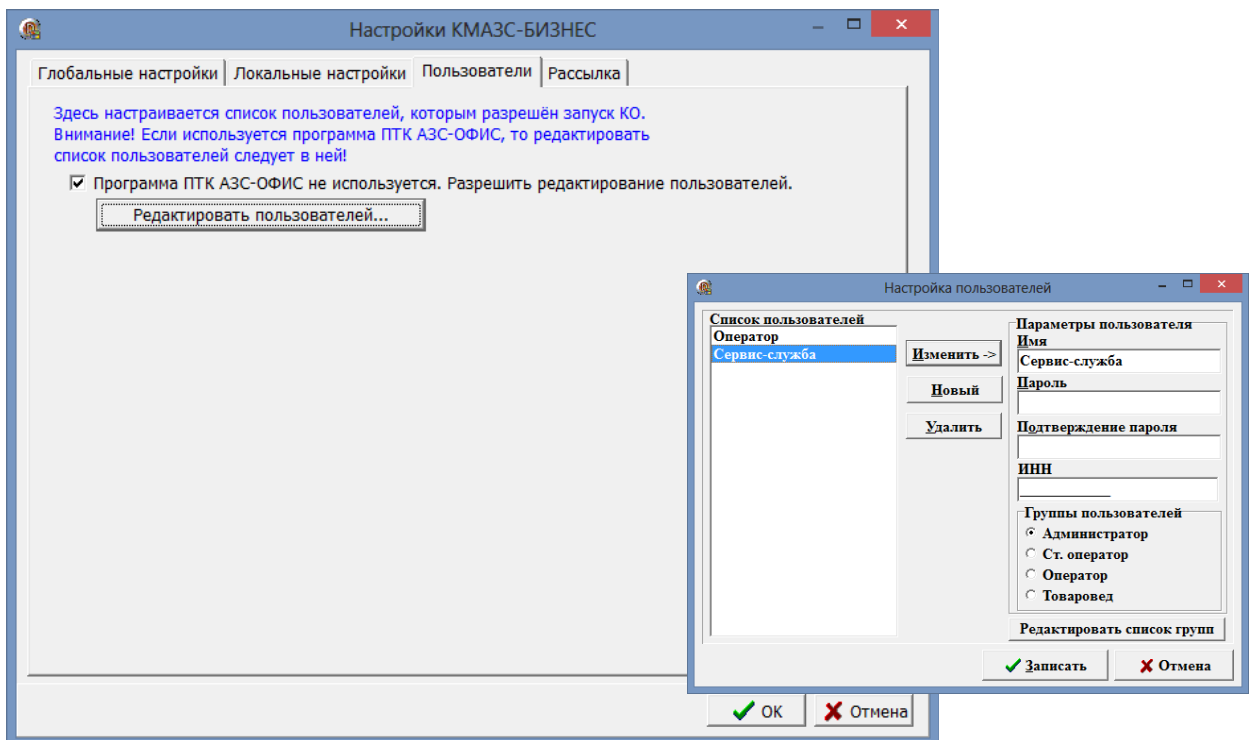 Настройки КМАЗС-БИЗНЕС
Глобальные настройки
Локальные настройки
Пользователи
Рассылка
Здесь настраивается список пользователей, которым разрешён запуск КО.
Внимание! Если используется программа ПТК АЗС-ОФИС, то редактировать
список пользователей следует в ней!
Программа ПТК АЗС-ОФИС не используется. Разрешить редактирование пользователей.
Редактировать пользователей...
ОК
Отмена
Настройка пользователей
Список пользователей
Оператор
Сервис-служба
Изменить ->
Новый
Удалить
Параметры пользователя
Имя
Сервис-служба
Пароль
Подтверждение пароля
ИНН
____________
Группы пользователей
Администратор
Ст. оператор
Оператор
Товаровед
Редактировать список групп
Записать
Отмена